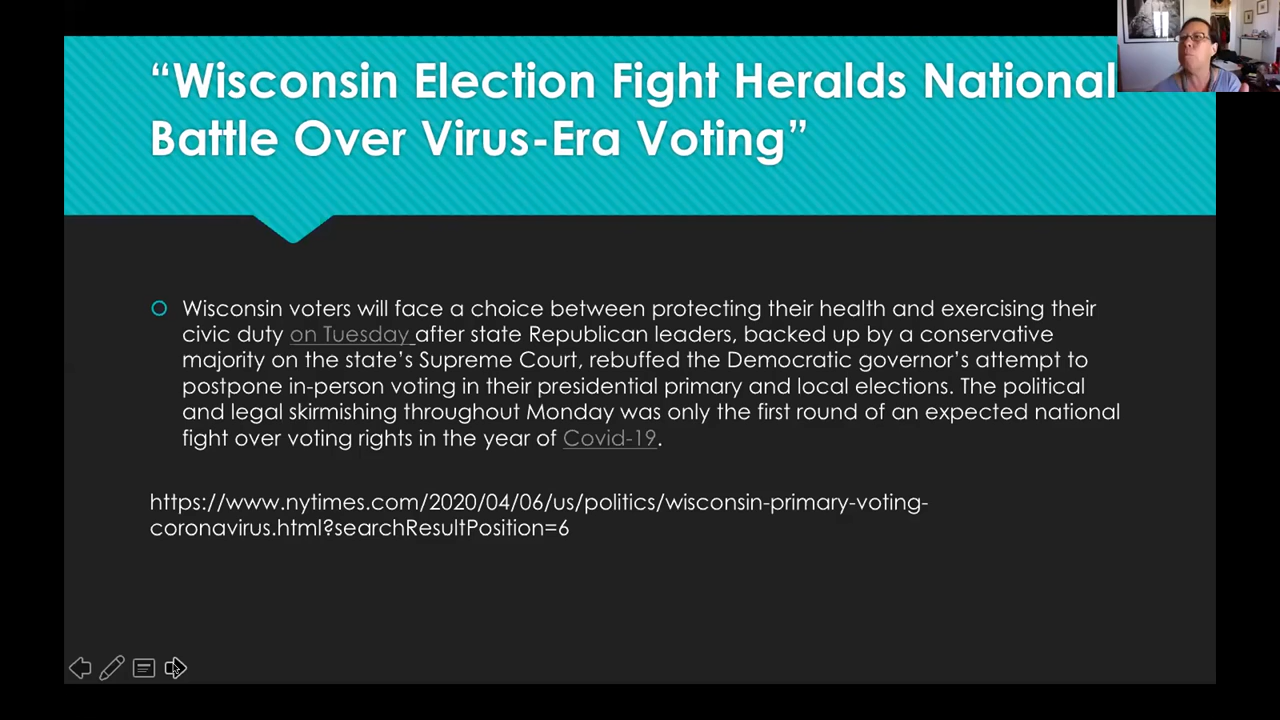 “Wisconsin Election Fight Heralds National
Battle Over Virus-Era Voting”
Wisconsin voters will face a choice between protecting their health and exercising their
civic duty on Tuesday after state Republican leaders, backed up by a conservative
majority on the state’s Supreme Court, rebuffed the Democratic governor’s attempt to
postpone in-person voting in their presidential primary and local elections. The political
and legal skirmishing throughout Monday was only the first round of an expected national
fight over voting rights in the year of Covid-19.
https://www.nytimes.com/2020/04/06/us/politics/wisconsin-primary-voting-
coronavirus.html?searchResultPosition=6